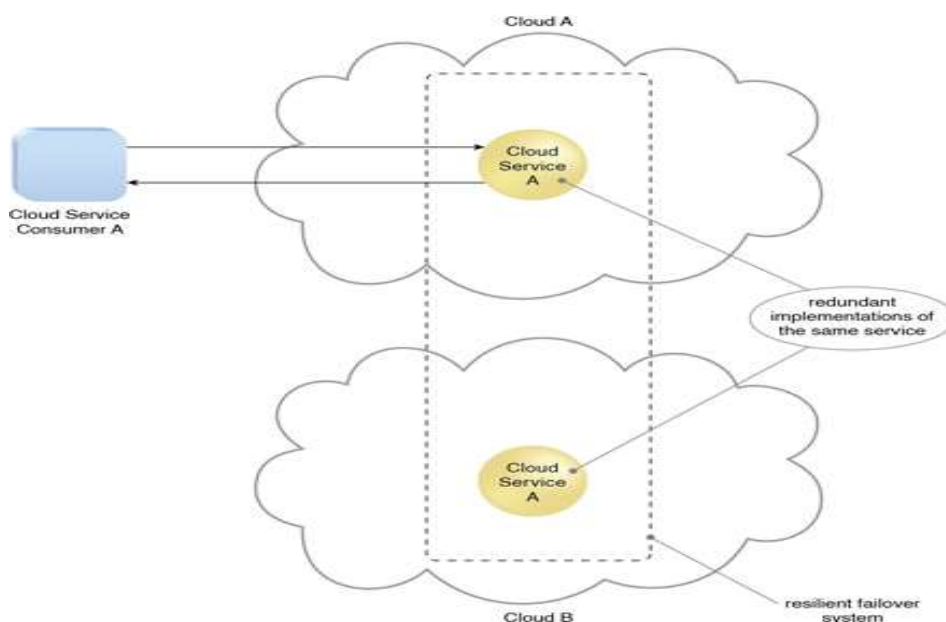 Cloud A
Cloud
Service
A
Cloud Service
Consumer A
redundant
implementations of
the same service
Cloud
Service
A
resilient failover
system
Cloud B